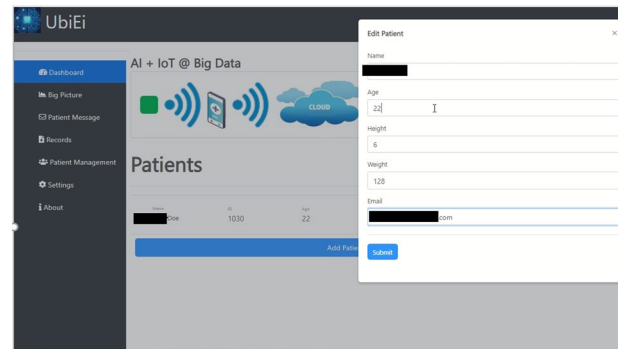 UbiEi
Edit Patient
×
Name
Age
22
Height
6
Weight
128
Email
.com
Submit
Dashboard
Big Picture
Patient Message
Records
Patient Management
Settings
About
AI + IoT @ Big Data
CLOUD
Patients
Name
ID
Age
Doe
1030
22
Add Patie